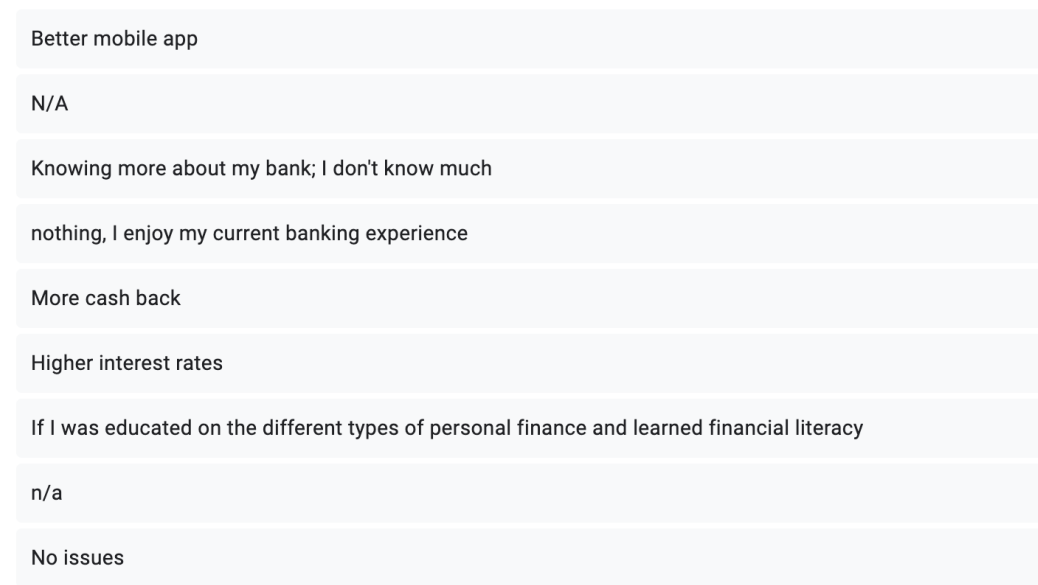 Better mobile app
N/A
Knowing more about my bank; I don't know much
nothing, I enjoy my current banking experience
More cash back
Higher interest rates
If I was educated on the different types of personal finance and learned financial literacy
n/a
No issues